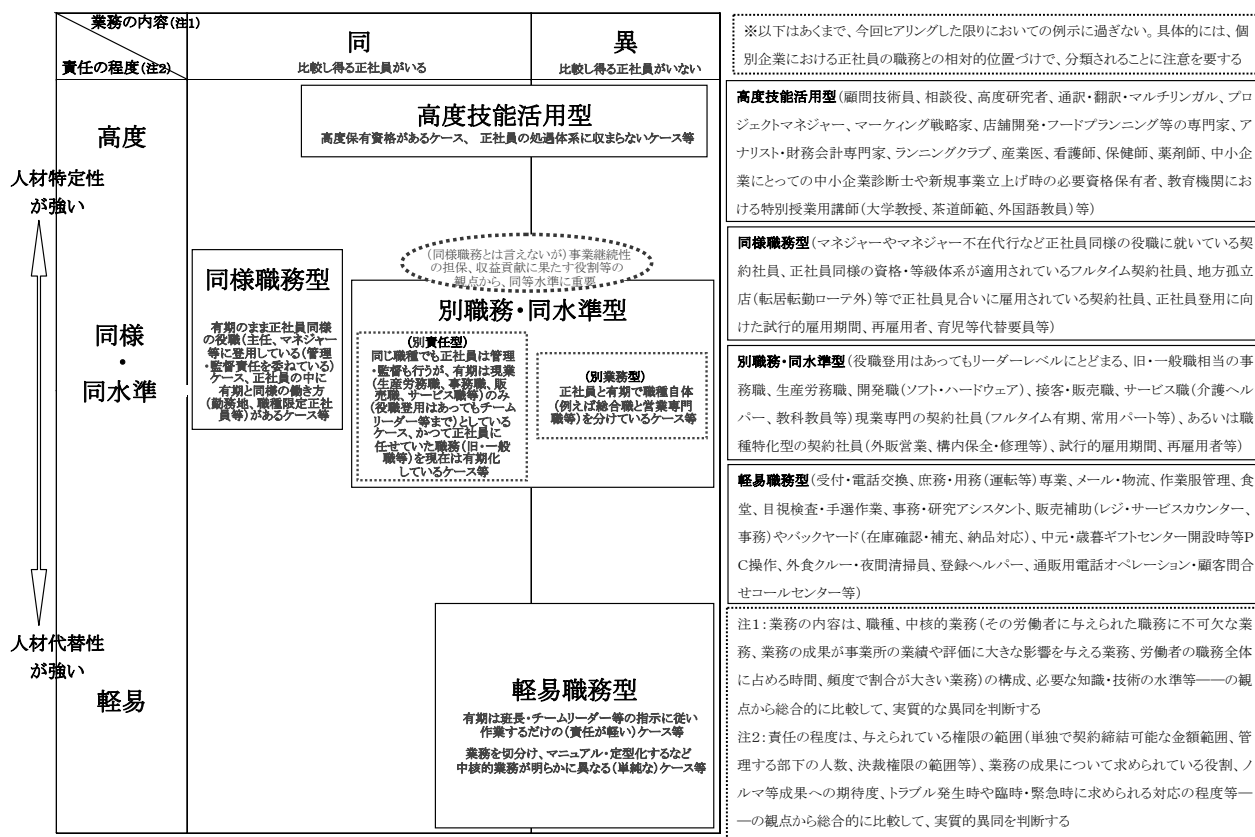 業務の内容(注1)
責任の程度(注2)
同
比較し得る正社員がいる
異
比較し得る正社員がいない
高度
人材特定性
が強い
同様
・
同水準
人材代替性
が強い
軽易
高度技能活用型
高度保有資格があるケース、 正社員の処遇体系に収まらないケース等
同様職務型
有期のまま正社員同様
の役職(主任、マネジャー
等に登用している(管理
・監督責任を委ねている)
ケース、正社員の中に
有期と同様の働き方
(勤務地、職種限定正社
員等)があるケース等
(同様職務とは言えないが)事業継続性
の担保、収益貢献に果たす役割等の
観点から、同等水準に重要
別職務・同水準型
(別責任型)
同じ職種でも正社員は管理
・監督も行うが、有期は現業
(生産労務職、事務職、販
売職、サービス職等)のみ
(役職登用はあってもチーム
リーダー等まで)としている
ケース、かつて正社員に
任せていた職務(旧・一般
職等)を現在は有期化
しているケース等
(別業務型)
正社員と有期で職種自体
(例えば総合職と営業専門
職等)を分けているケース等
軽易職務型
有期は班長・チームリーダー等の指示に従い
作業するだけの(責任が軽い)ケース等
業務を切分け、マニュアル・定型化するなど
中核的業務が明らかに異なる(単純な)ケース等
※以下はあくまで、今回ヒアリングした限りにおいての例示に過ぎない。具体的には、個
別企業における正社員の職務との相対的位置づけで、分類されることに注意を要する
高度技能活用型(顧問技術員、相談役、高度研究者、通訳・翻訳・マルチリンガル、プロ
ジェクトマネジャー、マーケィング戦略家、店舗開発・フードプランニング等の専門家、ア
ナリスト・財務会計専門家、ランニングクラブ、産業医、看護師、保健師、薬剤師、中小企
業にとっての中小企業診断士や新規事業立上げ時の必要資格保有者、教育機関にお
ける特別授業用講師(大学教授、茶道師範、外国語教員)等)
同様職務型(マネジャーやマネジャー不在代行など正社員同様の役職に就いている契
約社員、正社員同様の資格・等級体系が適用されているフルタイム契約社員、地方孤立
店(転居転勤ローテ外)等で正社員見合いに雇用されている契約社員、正社員登用に向
けた試行的雇用期間、再雇用者、育児等代替要員等)
別職務・同水準型(役職登用はあってもリーダーレベルにとどまる、旧・一般職相当の事
務職、生産労務職、開発職(ソフト・ハードウェア)、接客・販売職、サービス職(介護ヘル
パー、教科教員等)現業専門の契約社員(フルタイム有期、常用パート等)、あるいは職
種特化型の契約社員(外販営業、構内保全・修理等)、試行的雇用期間、再雇用者等)
軽易職務型(受付・電話交換、庶務・用務(運転等)専業、メール・物流、作業服管理、食
堂、目視検査・手選作業、事務・研究アシスタント、販売補助(レジ・サービスカウンター、
事務)やバックヤード(在庫確認・補充、納品対応)、中元・歳暮ギフトセンター開設時等P
C操作、外食クルー・夜間清掃員、登録ヘルパー、通販用電話オペレーション・顧客問合
せコールセンター等)
注1:業務の内容は、職種、中核的業務(その労働者に与えられた職務に不可欠な業
務、業務の成果が事業所の業績や評価に大きな影響を与える業務、労働者の職務全体
に占める時間、頻度で割合が大きい業務)の構成、必要な知識・技術の水準等――の観
点から総合的に比較して、実質的な異同を判断する
注2:責任の程度は、与えられている権限の範囲(単独で契約締結可能な金額範囲、管
理する部下の人数、決裁権限の範囲等)、業務の成果について求められている役割、ノ
ルマ等成果への期待度、トラブル発生時や臨時・緊急時に求められる対応の程度等―
―の観点から総合的に比較して、実質的異同を判断する